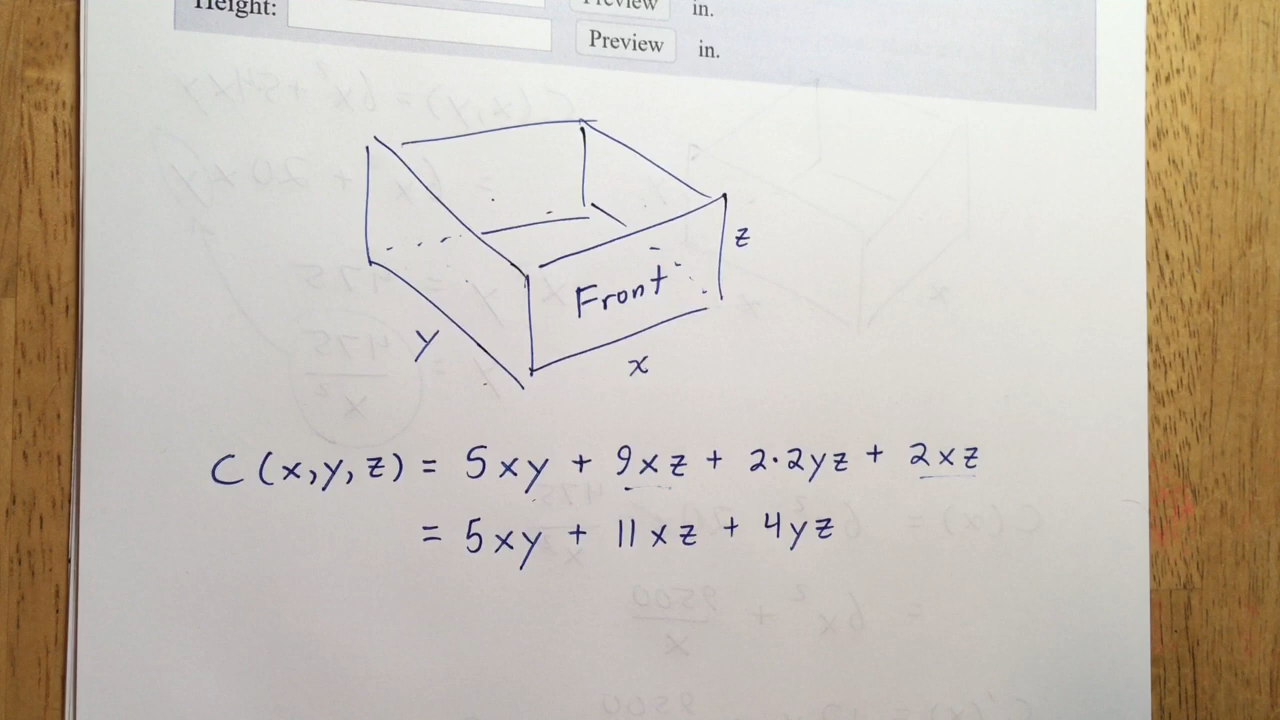 Preview in.
Height: Preview in.
z
Front
y
x
C(x,y,z) = 5xy + 9xz + 2·2yz + 2xz
= 5xy + 11xz + 4yz